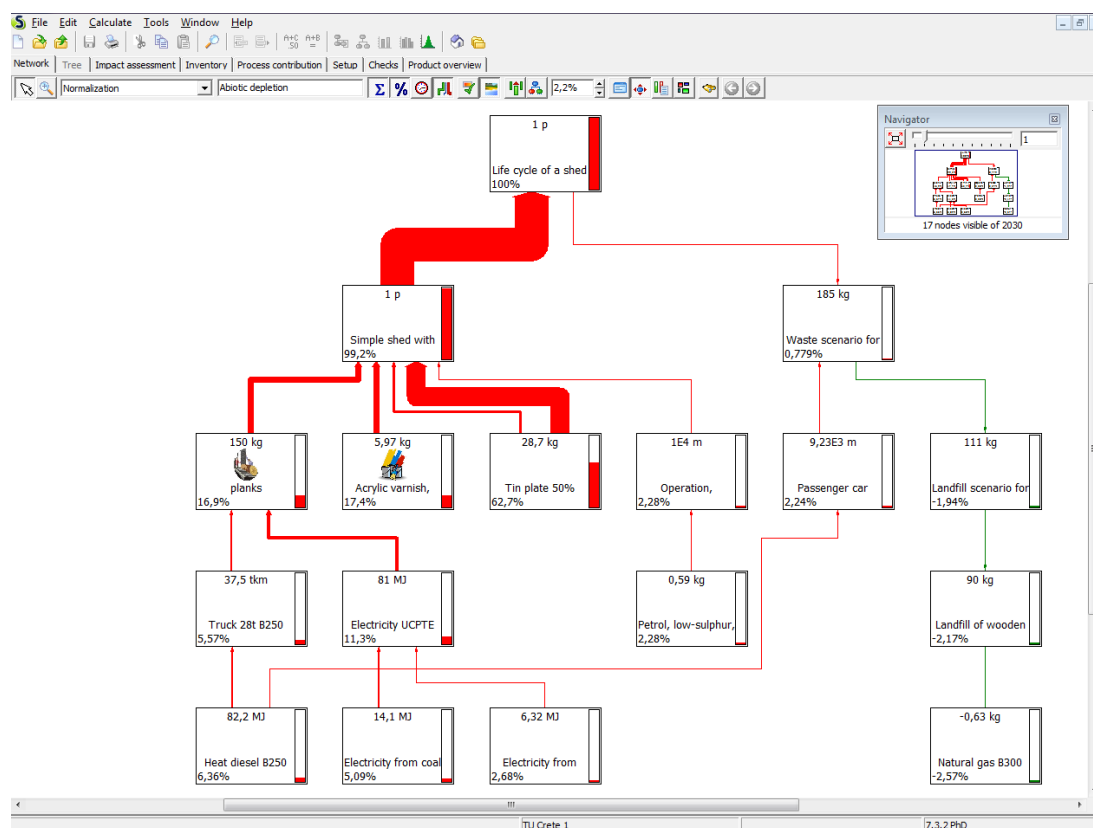 File Edit Calculate Tools Window Help
A+C S0 A+B =
Network Tree Impact assessment Inventory Process contribution Setup Checks Product overview
Normalization Abiotic depletion Σ % 2,2%
Navigator
1
17 nodes visible of 2030
1 p
Life cycle of a shed
100%
1 p
Simple shed with
99,2%
185 kg
Waste scenario for
0,779%
150 kg
planks
16,9%
5,97 kg
Acrylic varnish,
17,4%
28,7 kg
Tin plate 50%
62,7%
1E4 m
Operation,
2,28%
9,23E3 m
Passenger car
2,24%
111 kg
Landfill scenario for
-1,94%
37,5 tkm
Truck 28t B250
5,57%
81 MJ
Electricity UCPTE
11,3%
0,59 kg
Petrol, low-sulphur,
2,28%
90 kg
Landfill of wooden
-2,17%
82,2 MJ
Heat diesel B250
6,36%
14,1 MJ
Electricity from coal
5,09%
6,32 MJ
Electricity from
2,68%
-0,63 kg
Natural gas B300
-2,57%
TU Crete 1 7.3.2 PhD